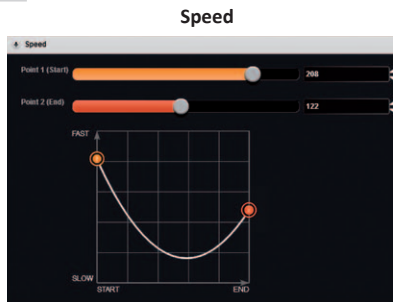 Speed
Speed
Point 1 (Start)
208
Point 2 (End)
122
FAST
SLOW
START
END